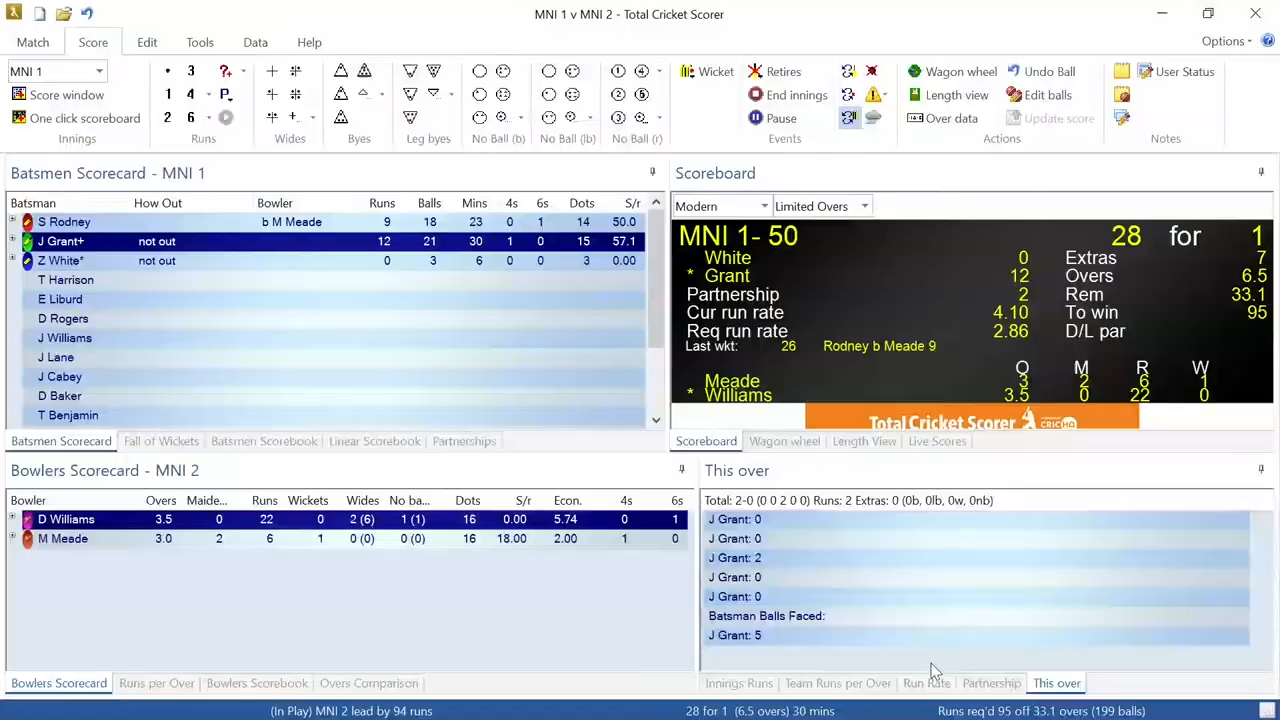 MNI 1 v MNI 2 - Total Cricket Scorer
Match Score Edit Tools Data Help Options
MNI 1
Score window
One click scoreboard
Innings
• 3 ?
1 4 P
2 6
Runs
Wides
Byes
Leg byes
No Ball (b)
No Ball (lb)
1 4
2 5
3
No Ball (r)
Wicket Retires
End innings
Pause
Events
Wagon wheel Undo Ball
Length view Edit balls
Over data Update score
Actions
User Status
Notes
Batsmen Scorecard - MNI 1
Batsman How Out Bowler Runs Balls Mins 4s 6s Dots S/r
S Rodney b M Meade 9 18 23 0 1 14 50.0
J Grant+ not out 12 21 30 1 0 15 57.1
Z White* not out 0 3 6 0 0 3 0.00
T Harrison
E Liburd
D Rogers
J Williams
J Lane
J Cabey
D Baker
T Benjamin
Batsmen Scorecard Fall of Wickets Batsmen Scorebook Linear Scorebook Partnerships
Scoreboard
Modern Limited Overs
MNI 1- 50 28 for 1
White 0 Extras 7
* Grant 12 Overs 6.5
Partnership 2 Rem 33.1
Cur run rate 4.10 To win 95
Req run rate 2.86 D/L par
Last wkt: 26 Rodney b Meade 9
O M R W
Meade 3 2 6 1
* Williams 3.5 0 22 0
Total Cricket Scorer CRICHQ
Scoreboard Wagon wheel Length View Live Scores
Bowlers Scorecard - MNI 2
Bowler Overs Maide... Runs Wickets Wides No ba... Dots S/r Econ. 4s 6s
D Williams 3.5 0 22 0 2 (6) 1 (1) 16 0.00 5.74 0 1
M Meade 3.0 2 6 1 0 (0) 0 (0) 16 18.00 2.00 1 0
Bowlers Scorecard Runs per Over Bowlers Scorebook Overs Comparison
This over
Total: 2-0 (0 0 2 0 0) Runs: 2 Extras: 0 (0b, 0lb, 0w, 0nb)
J Grant: 0
J Grant: 0
J Grant: 2
J Grant: 0
J Grant: 0
Batsman Balls Faced:
J Grant: 5
Innings Runs Team Runs per Over Run Rate Partnership This over
(In Play) MNI 2 lead by 94 runs 28 for 1 (6.5 overs) 30 mins Runs req'd 95 off 33.1 overs (199 balls)